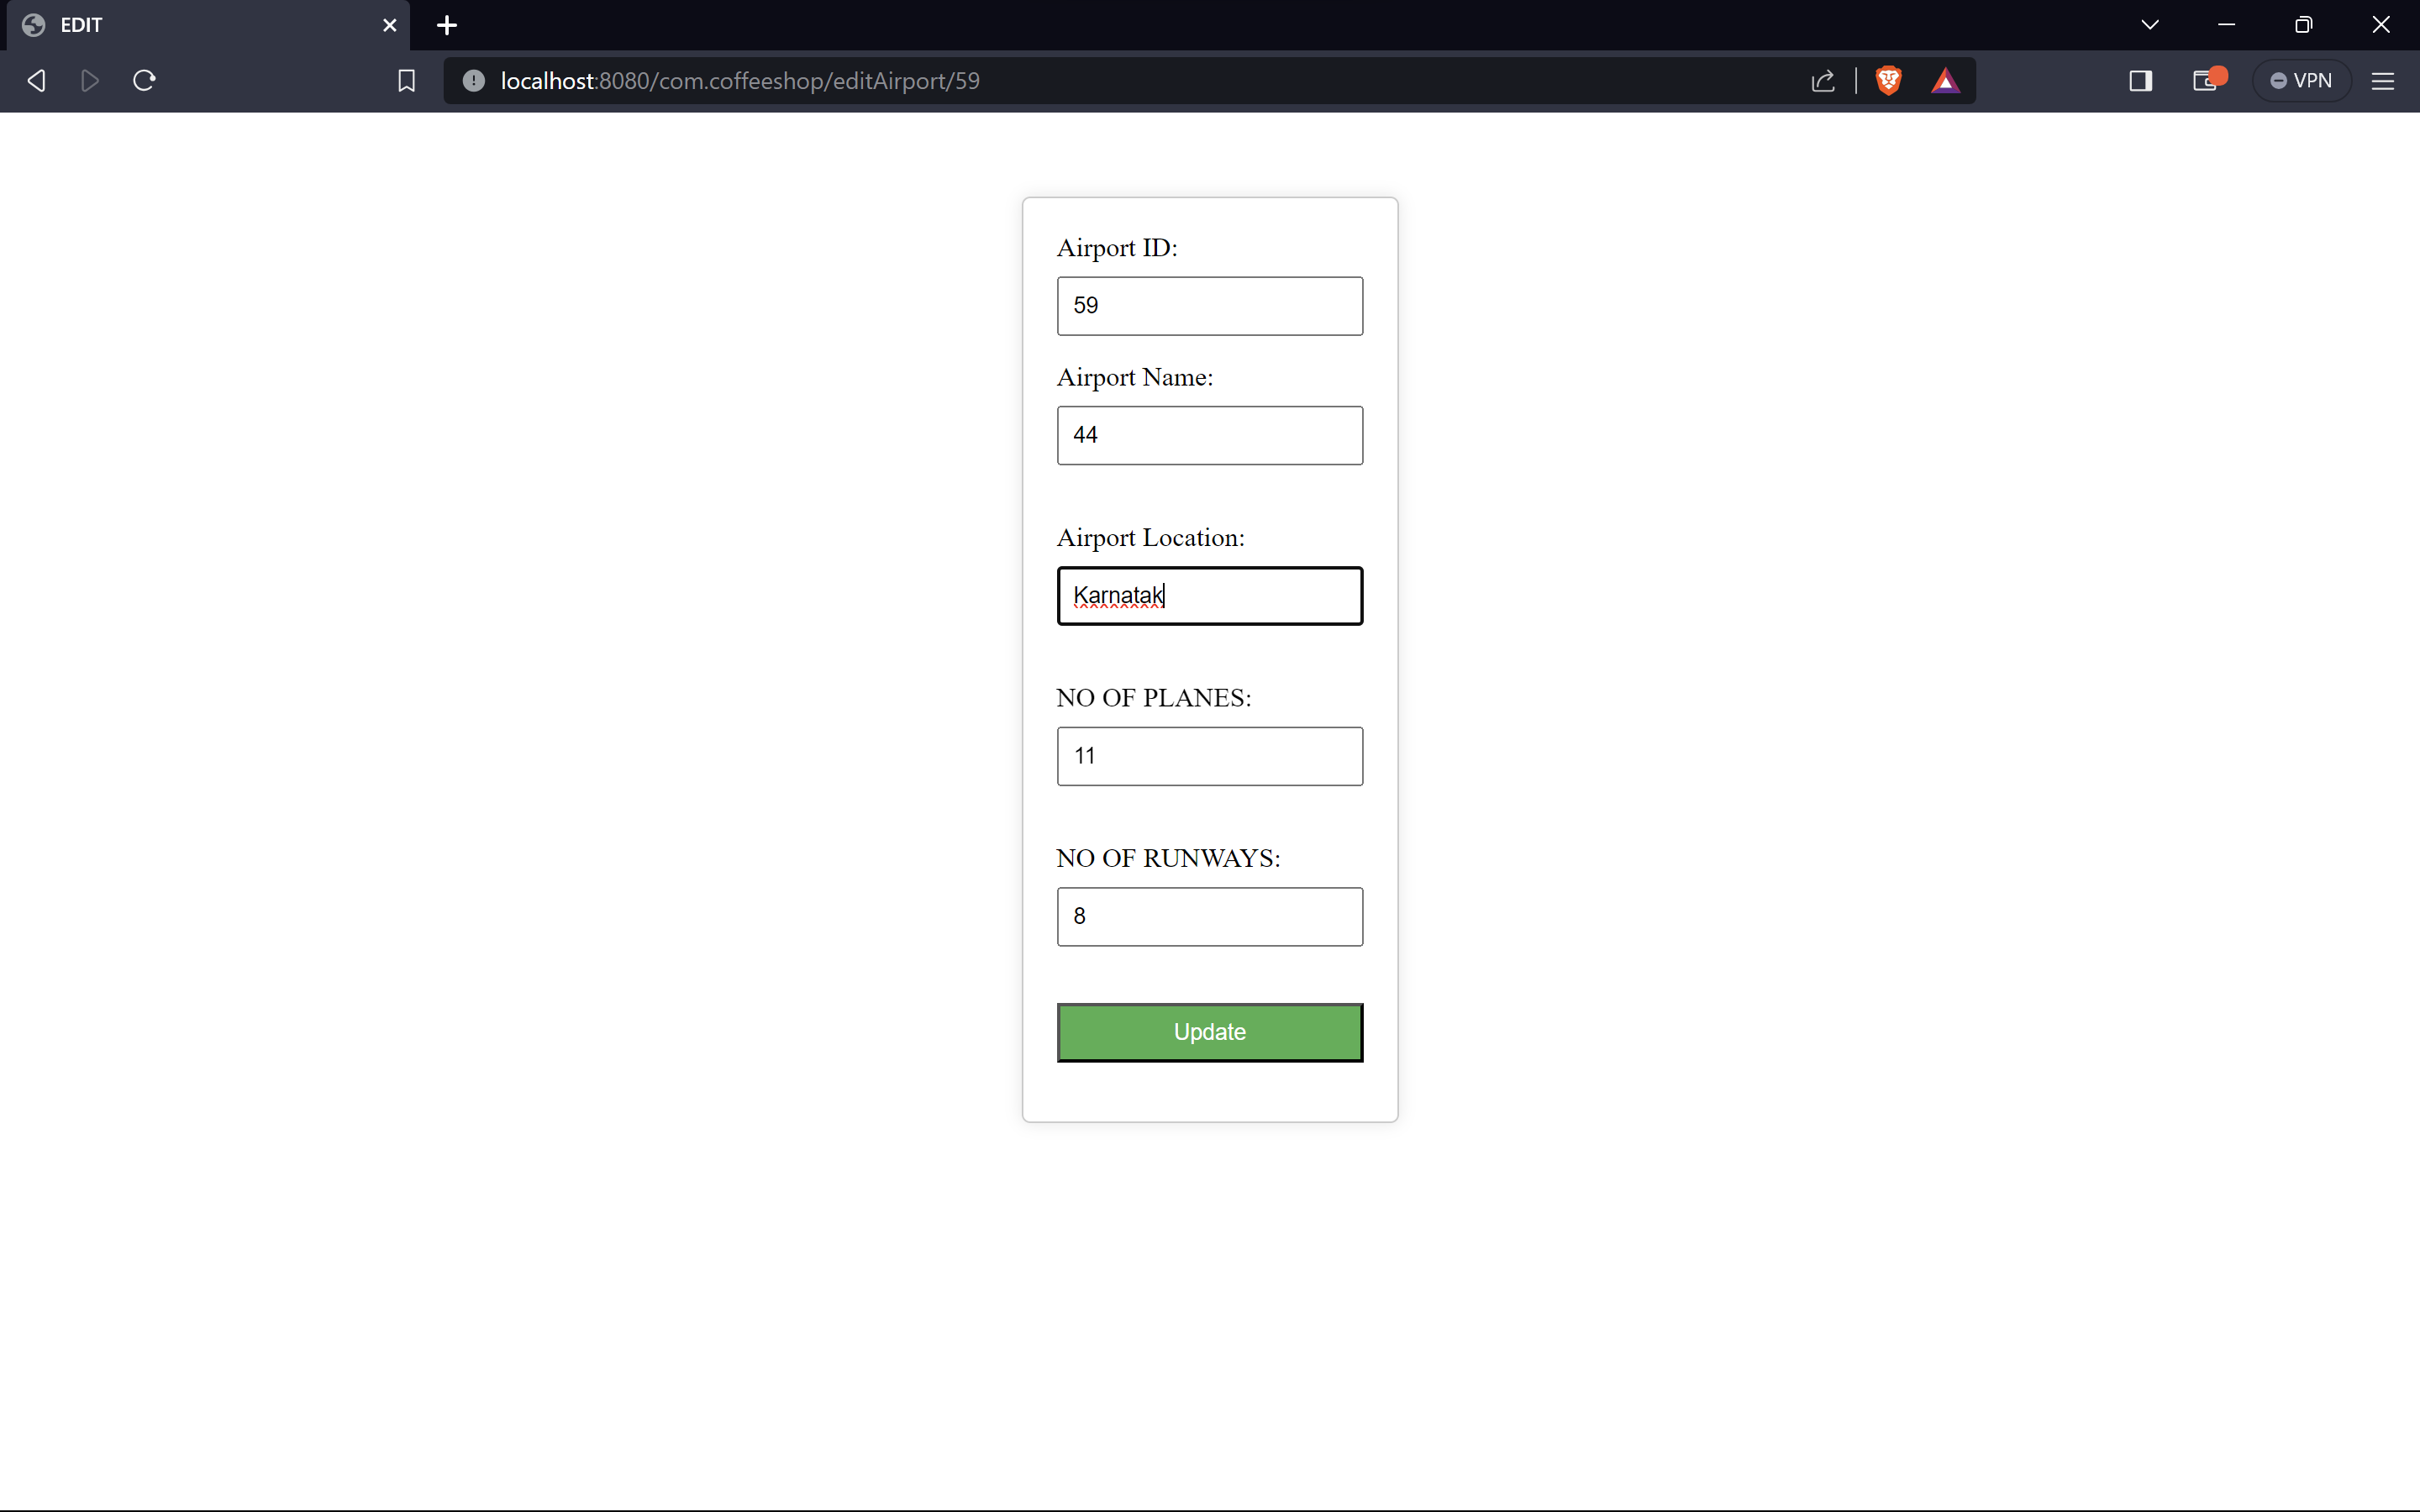 EDIT
localhost:8080/com.coffeeshop/editAirport/59
VPN
Airport ID:
59
Airport Name:
44
Airport Location:
Karnatak
NO OF PLANES:
11
NO OF RUNWAYS:
8
Update